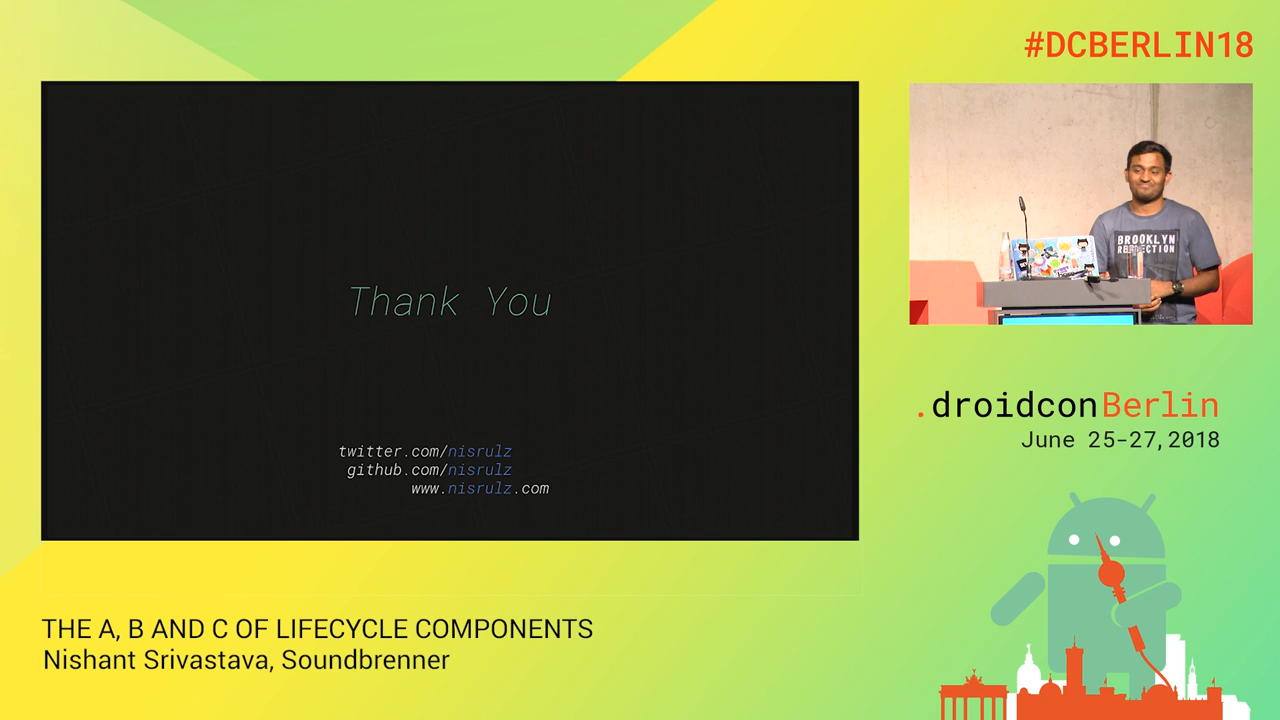 #DCBERLIN18
Thank You
twitter.com/nisrulz
github.com/nisrulz
www.nisrulz.com
BROOKLYN
.droidconBerlin
June 25-27, 2018
THE A, B AND C OF LIFECYCLE COMPONENTS
Nishant Srivastava, Soundbrenner